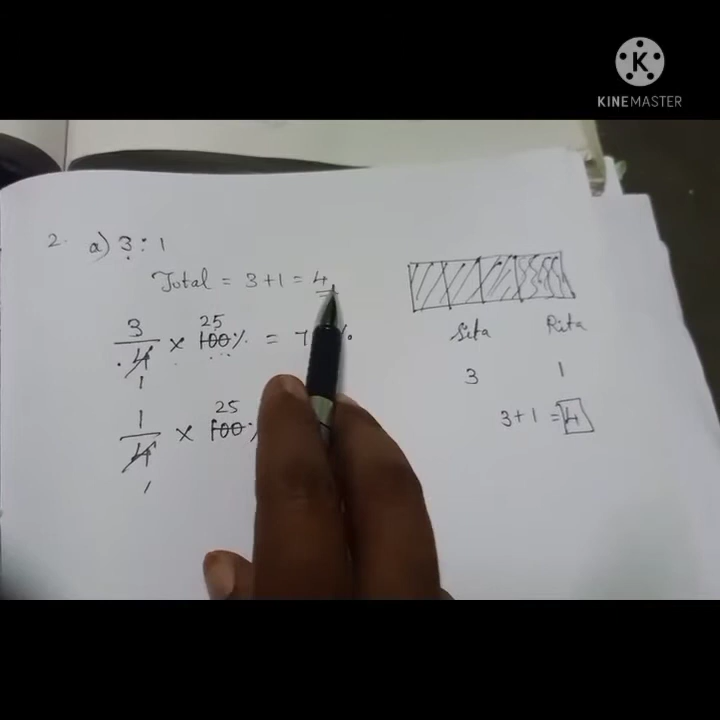 KINEMASTER
2. a) 3 : 1
Total = 3+1 = 4
3/4 × 100% = 7 %
25
1
1/4 × 100%
25
1
Sita Rita
3 1
3+1 = 4